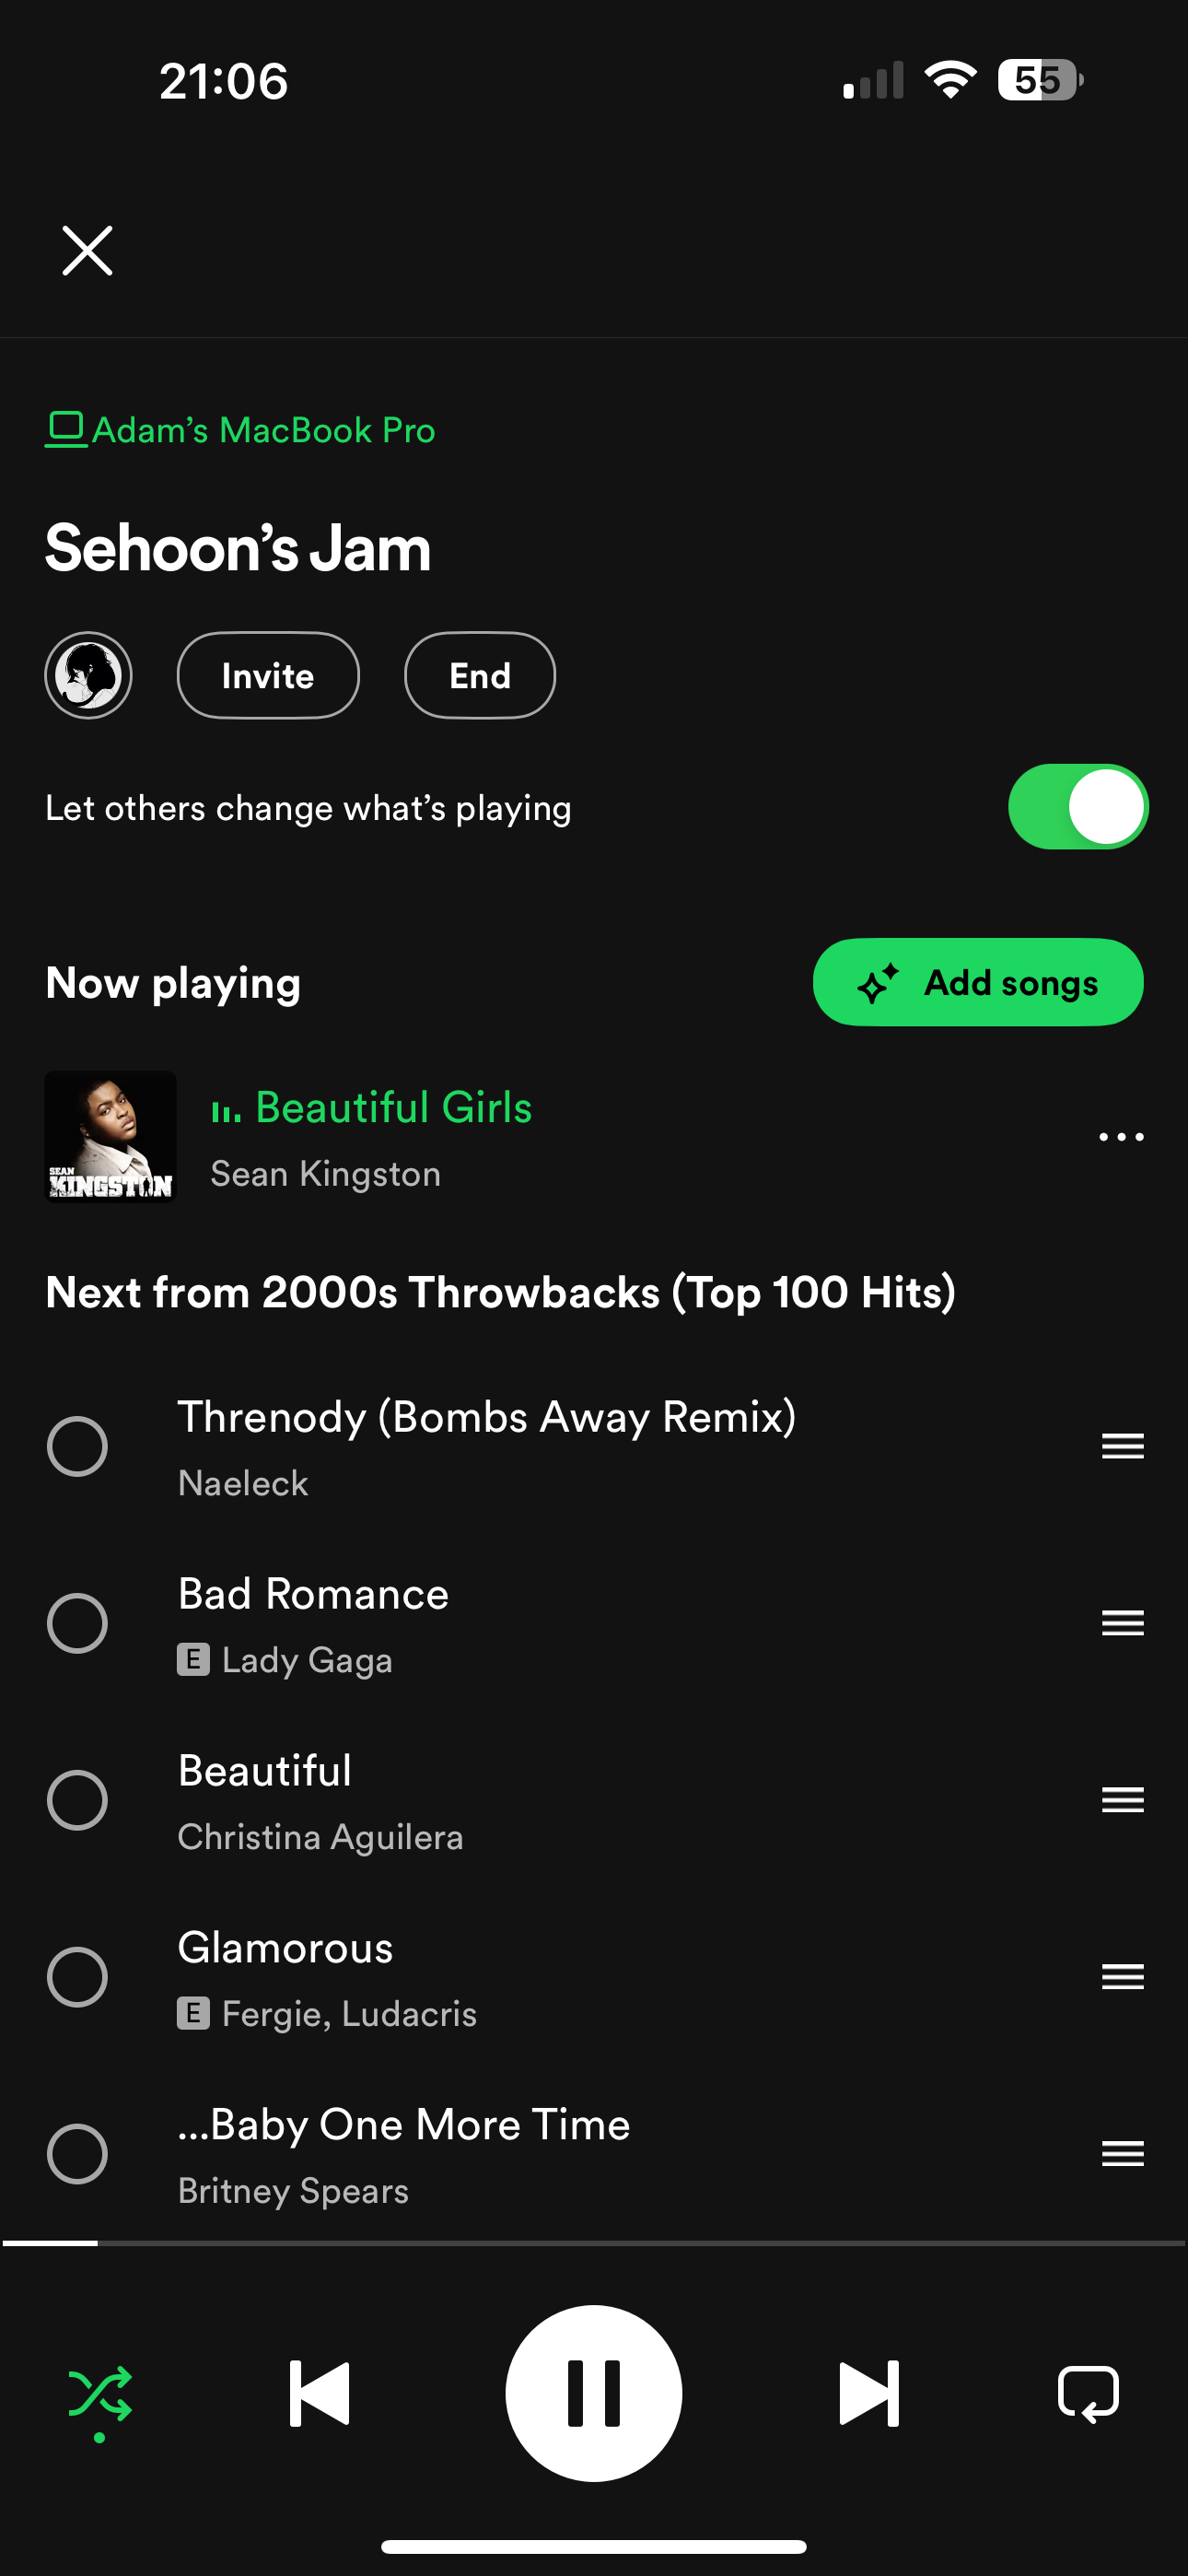 21:06
55
Adam’s MacBook Pro
Sehoon’s Jam
Invite
End
Let others change what’s playing
Now playing
Add songs
SEAN
KINGSTON
Beautiful Girls
Sean Kingston
Next from 2000s Throwbacks (Top 100 Hits)
Threnody (Bombs Away Remix)
Naeleck
Bad Romance
E Lady Gaga
Beautiful
Christina Aguilera
Glamorous
E Fergie, Ludacris
...Baby One More Time
Britney Spears